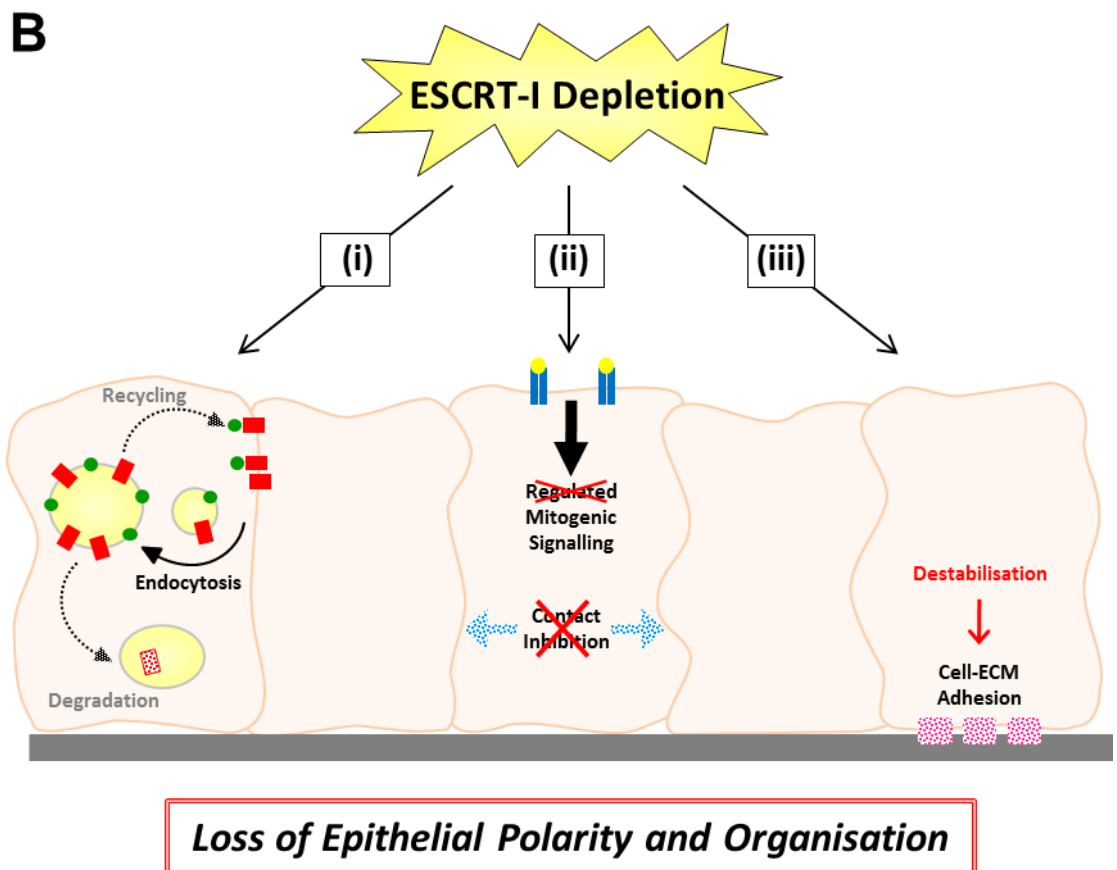 B
ESCRT-I Depletion
(i)
(ii)
(iii)
Recycling
Endocytosis
Degradation
Regulated
Mitogenic
Signalling
Contact
Inhibition
Destabilisation
Cell-ECM
Adhesion
Loss of Epithelial Polarity and Organisation